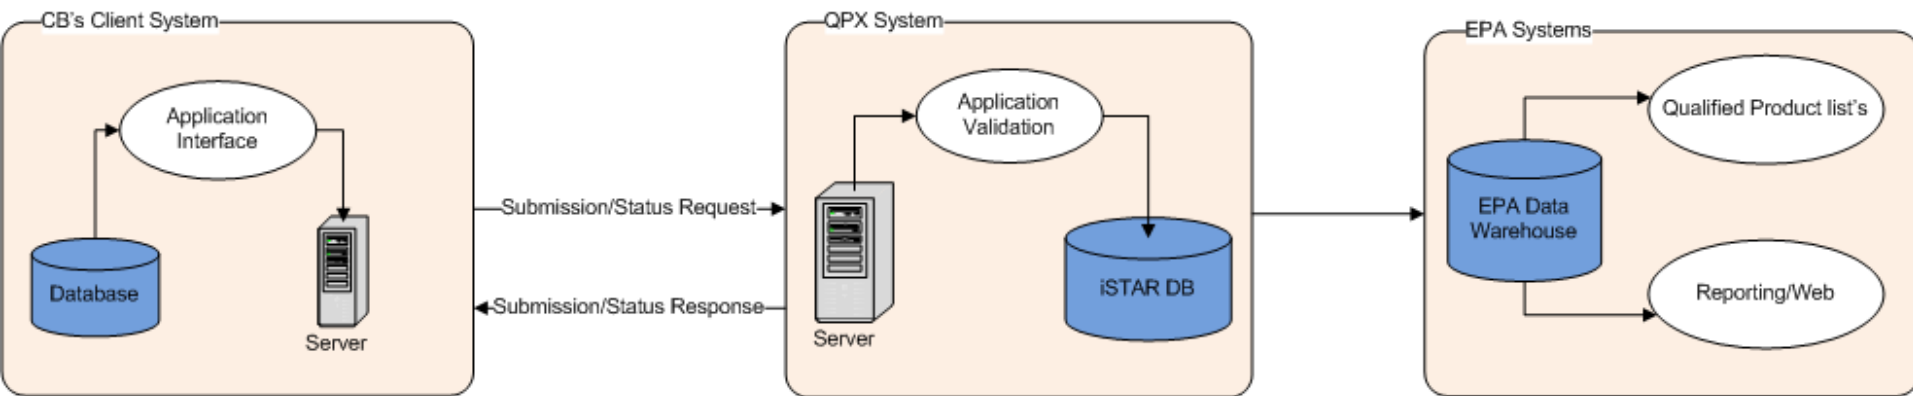 CB's Client System
Application
Interface
Database
Server
Submission/Status Request
Submission/Status Response
QPX System
Application
Validation
Server
iSTAR DB
EPA Systems
Qualified Product list's
EPA Data
Warehouse
Reporting/Web